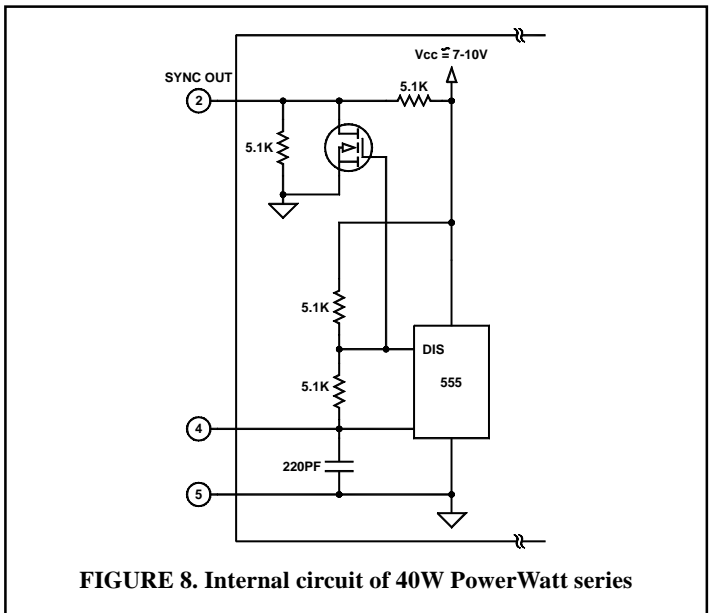 Vcc ≅ 7-10V
SYNC OUT
5.1K
2
5.1K
5.1K
DIS
555
5.1K
4
220PF
5
FIGURE 8. Internal circuit of 40W PowerWatt series